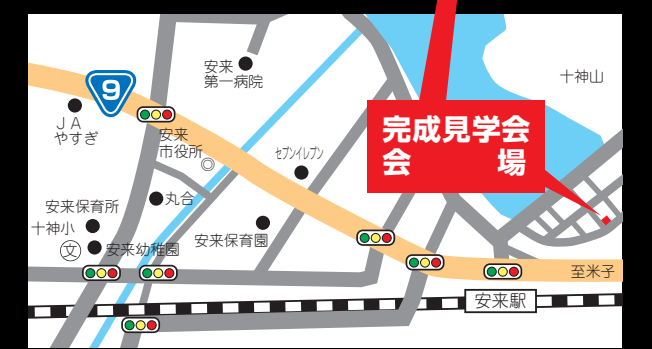 安来
第一病院
十神山
9
JA
やすぎ
安来
市役所
セブンイレブン
完成見学会
会　場
安来保育所
丸合
十神小
文
安来幼稚園
安来保育園
至米子
安来駅